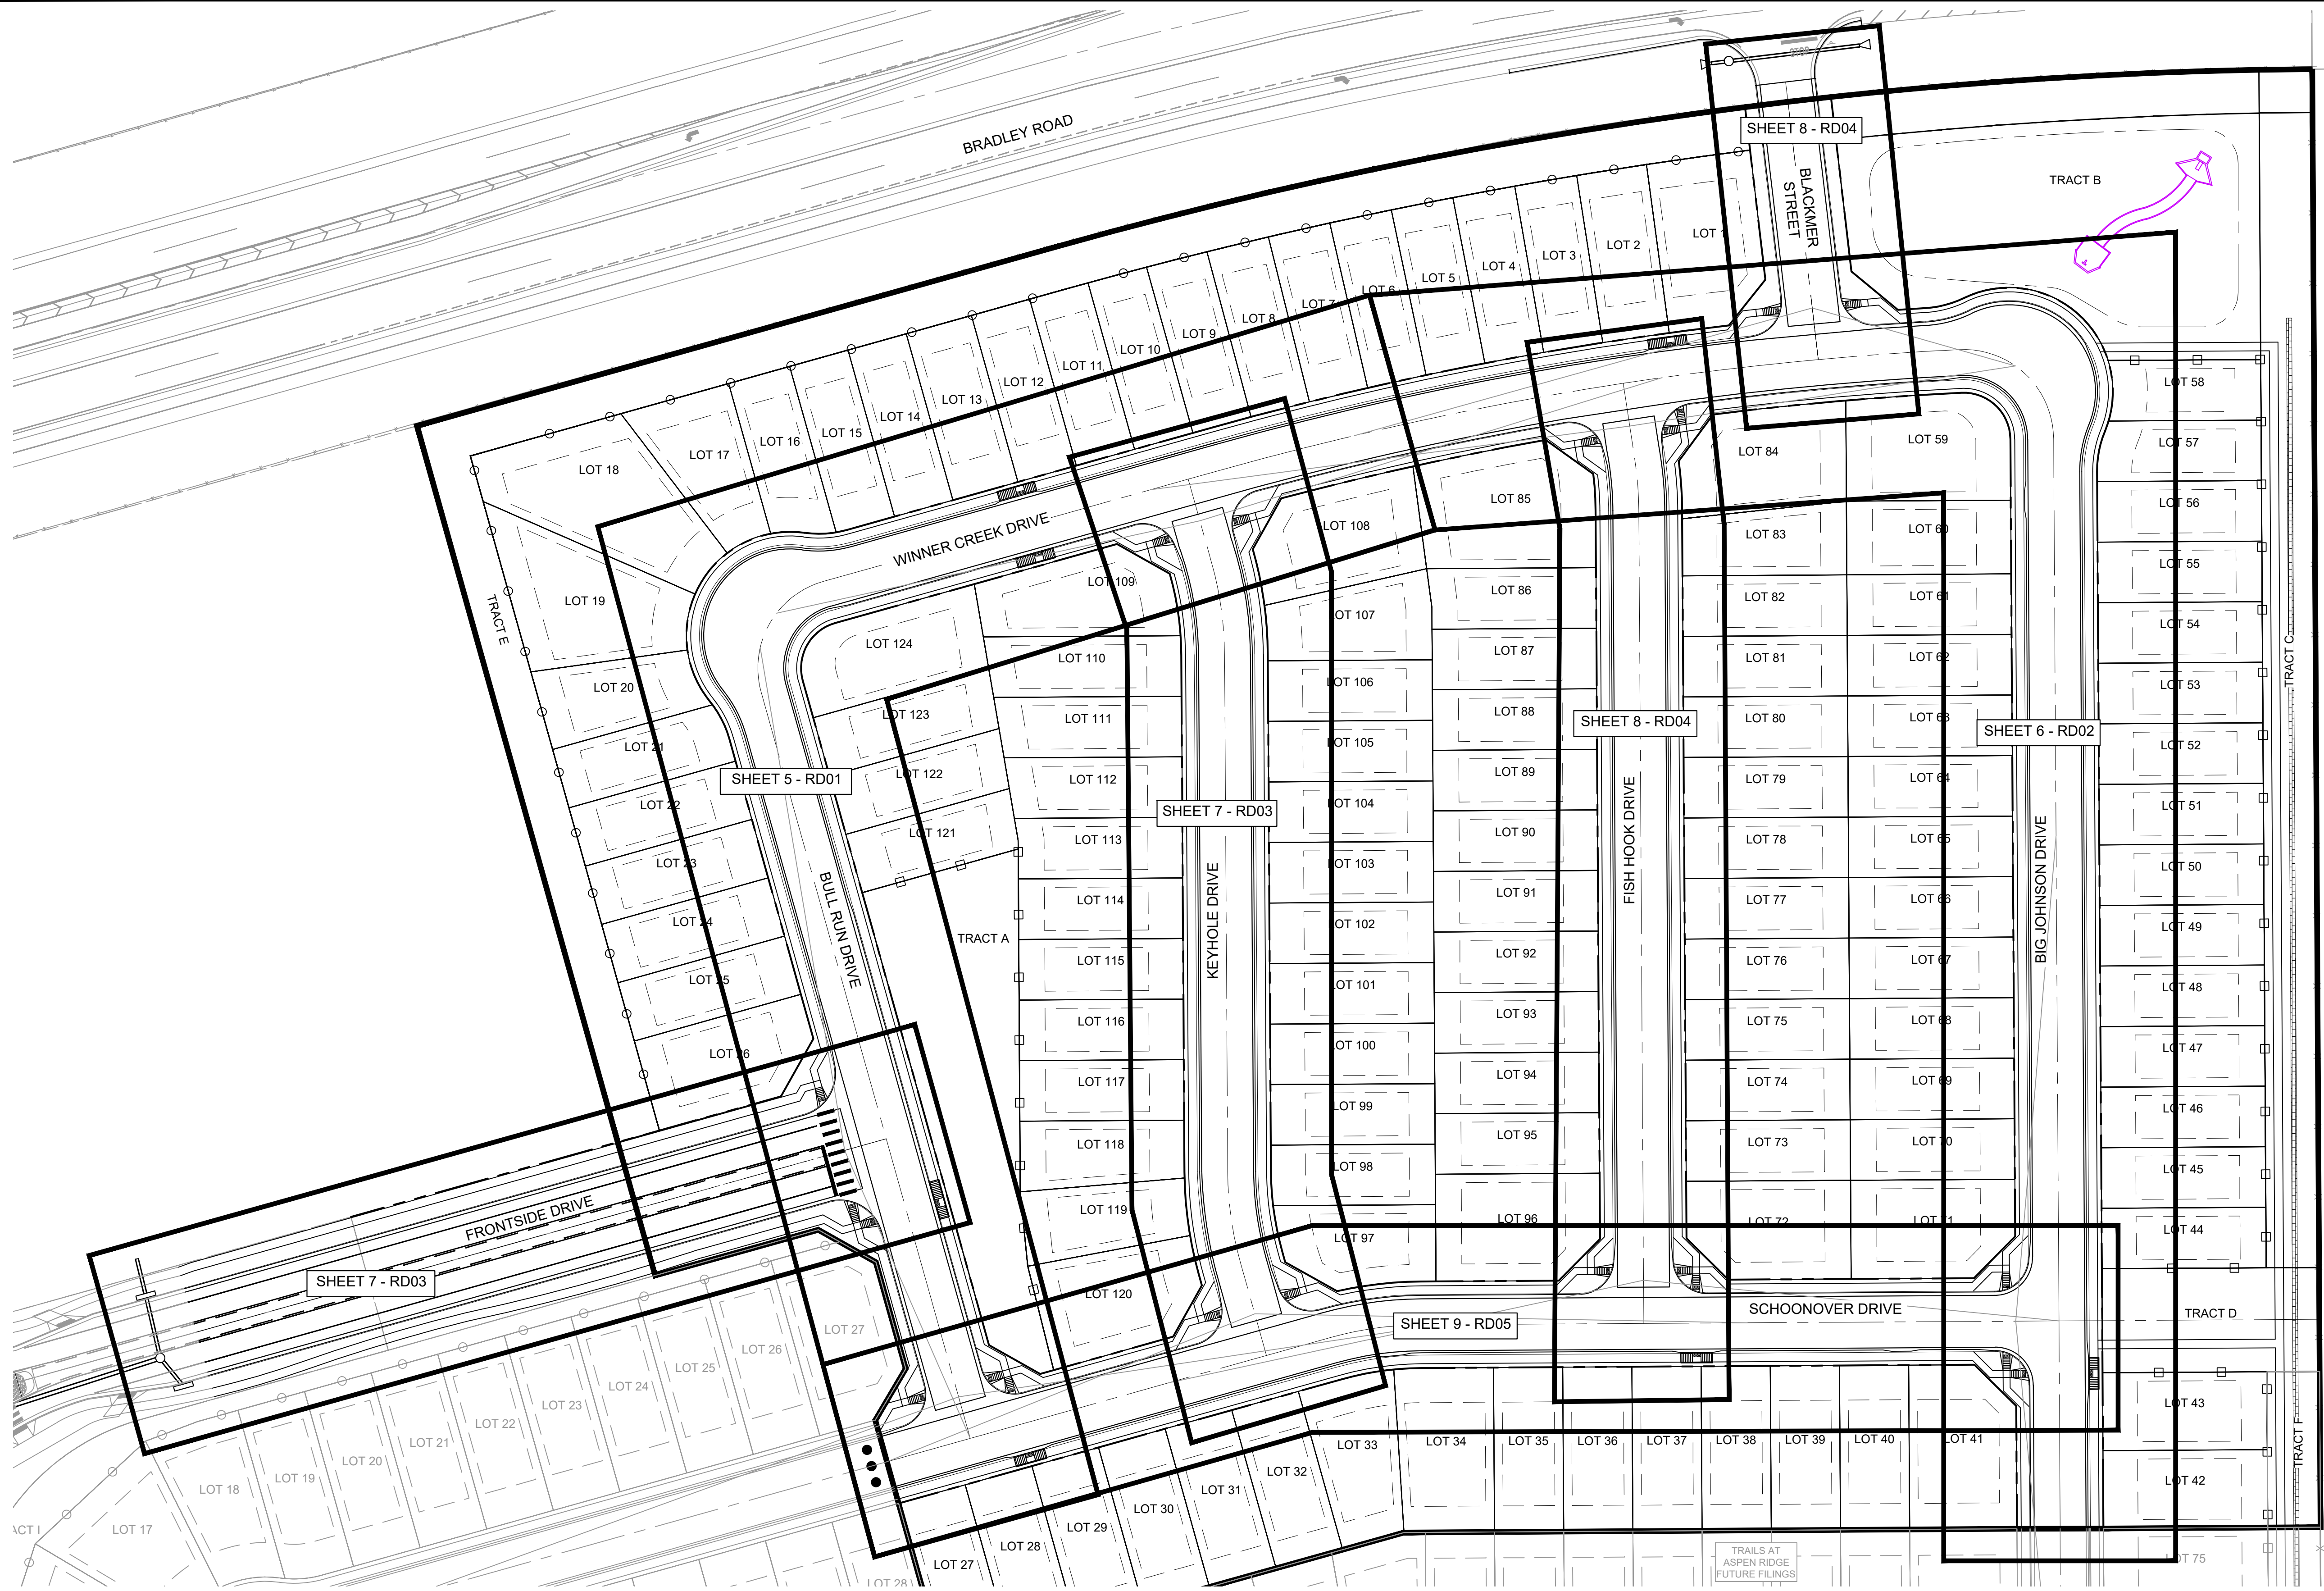 STOP
BRADLEY ROAD
SHEET 8 - RD04
BLACKMER
STREET
TRACT B
LOT 1
LOT 2
LOT 3
LOT 4
LOT 5
LOT 6
LOT 7
LOT 8
LOT 9
LOT 10
LOT 11
LOT 12
LOT 13
LOT 14
LOT 15
LOT 16
LOT 17
LOT 18
LOT 19
TRACT E
LOT 20
LOT 21
LOT 22
LOT 23
LOT 24
LOT 25
LOT 26
WINNER CREEK DRIVE
SHEET 5 - RD01
BULL RUN DRIVE
LOT 124
LOT 123
LOT 122
LOT 121
TRACT A
LOT 109
LOT 110
LOT 111
LOT 112
LOT 113
LOT 114
LOT 115
LOT 116
LOT 117
LOT 118
LOT 119
LOT 120
SHEET 7 - RD03
KEYHOLE DRIVE
LOT 108
LOT 107
LOT 106
LOT 105
LOT 104
LOT 103
LOT 102
LOT 101
LOT 100
LOT 99
LOT 98
LOT 97
LOT 85
LOT 86
LOT 87
LOT 88
LOT 89
LOT 90
LOT 91
LOT 92
LOT 93
LOT 94
LOT 95
LOT 96
SHEET 8 - RD04
FISH HOOK DRIVE
LOT 84
LOT 83
LOT 82
LOT 81
LOT 80
LOT 79
LOT 78
LOT 77
LOT 76
LOT 75
LOT 74
LOT 73
LOT 72
LOT 59
LOT 60
LOT 61
LOT 62
LOT 63
LOT 64
LOT 65
LOT 66
LOT 67
LOT 68
LOT 69
LOT 70
LOT 71
SHEET 6 - RD02
BIG JOHNSON DRIVE
LOT 58
LOT 57
LOT 56
LOT 55
LOT 54
LOT 53
LOT 52
LOT 51
LOT 50
LOT 49
LOT 48
LOT 47
LOT 46
LOT 45
LOT 44
TRACT C
TRACT D
LOT 43
LOT 42
TRACT F
LOT 75
FRONTSIDE DRIVE
SHEET 7 - RD03
SHEET 9 - RD05
SCHOONOVER DRIVE
LOT 27
LOT 26
LOT 25
LOT 24
LOT 23
LOT 22
LOT 21
LOT 20
LOT 19
LOT 18
LOT 17
ACT I
LOT 28
LOT 27
LOT 28
LOT 29
LOT 30
LOT 31
LOT 32
LOT 33
LOT 34
LOT 35
LOT 36
LOT 37
LOT 38
LOT 39
LOT 40
LOT 41
TRAILS AT
ASPEN RIDGE
FUTURE FILINGS